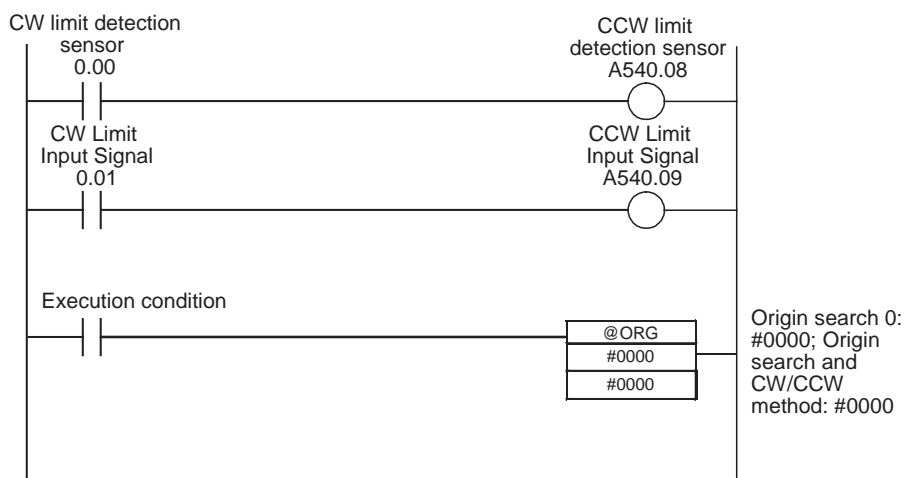 CW limit detection
sensor
0.00
CCW limit
detection sensor
A540.08
CW Limit
Input Signal
0.01
CCW Limit
Input Signal
A540.09
Execution condition
@ORG
#0000
#0000
Origin search 0:
#0000; Origin
search and
CW/CCW
method: #0000